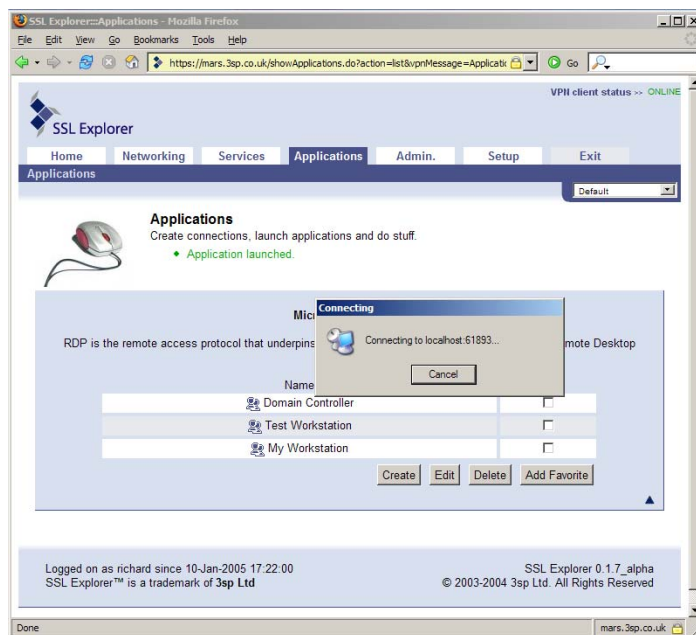 SSL Explorer:::Applications - Mozilla Firefox
File Edit View Go Bookmarks Tools Help
https://mars.3sp.co.uk/showApplications.do?action=list&vpnMessage=Applicatic Go
VPN client status >> ONLINE
SSL Explorer
Home Networking Services Applications Admin. Setup Exit
Applications
Default
Applications
Create connections, launch applications and do stuff.
Application launched.
Connecting
RDP is the remote access protocol that underpins
Remote Desktop
Connecting to localhost:61893...
Cancel
Name
Domain Controller
Test Workstation
My Workstation
Create Edit Delete Add Favorite
Logged on as richard since 10-Jan-2005 17:22:00
SSL Explorer 0.1.7_alpha
SSL Explorer™ is a trademark of 3sp Ltd
© 2003-2004 3sp Ltd. All Rights Reserved
Done
mars.3sp.co.uk